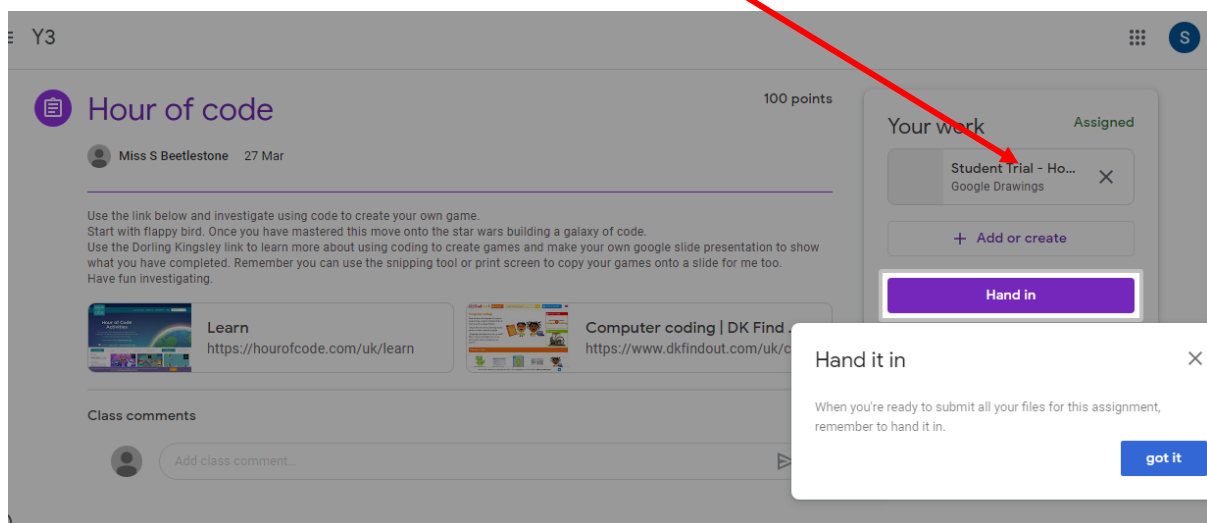 Y3
S
Hour of code
100 points
Miss S Beetlestone 27 Mar
Use the link below and investigate using code to create your own game.
Start with flappy bird. Once you have mastered this move onto the star wars building a galaxy of code.
Use the Dorling Kingsley link to learn more about using coding to create games and make your own google slide presentation to show
what you have completed. Remember you can use the snipping tool or print screen to copy your games onto a slide for me too.
Have fun investigating.
Learn
https://hourofcode.com/uk/learn
Computer coding | DK Find ...
https://www.dkfindout.com/uk/c
Class comments
Add class comment...
Your work
Assigned
Student Trial - Ho...
Google Drawings
+ Add or create
Hand in
Hand it in
When you're ready to submit all your files for this assignment,
remember to hand it in.
got it